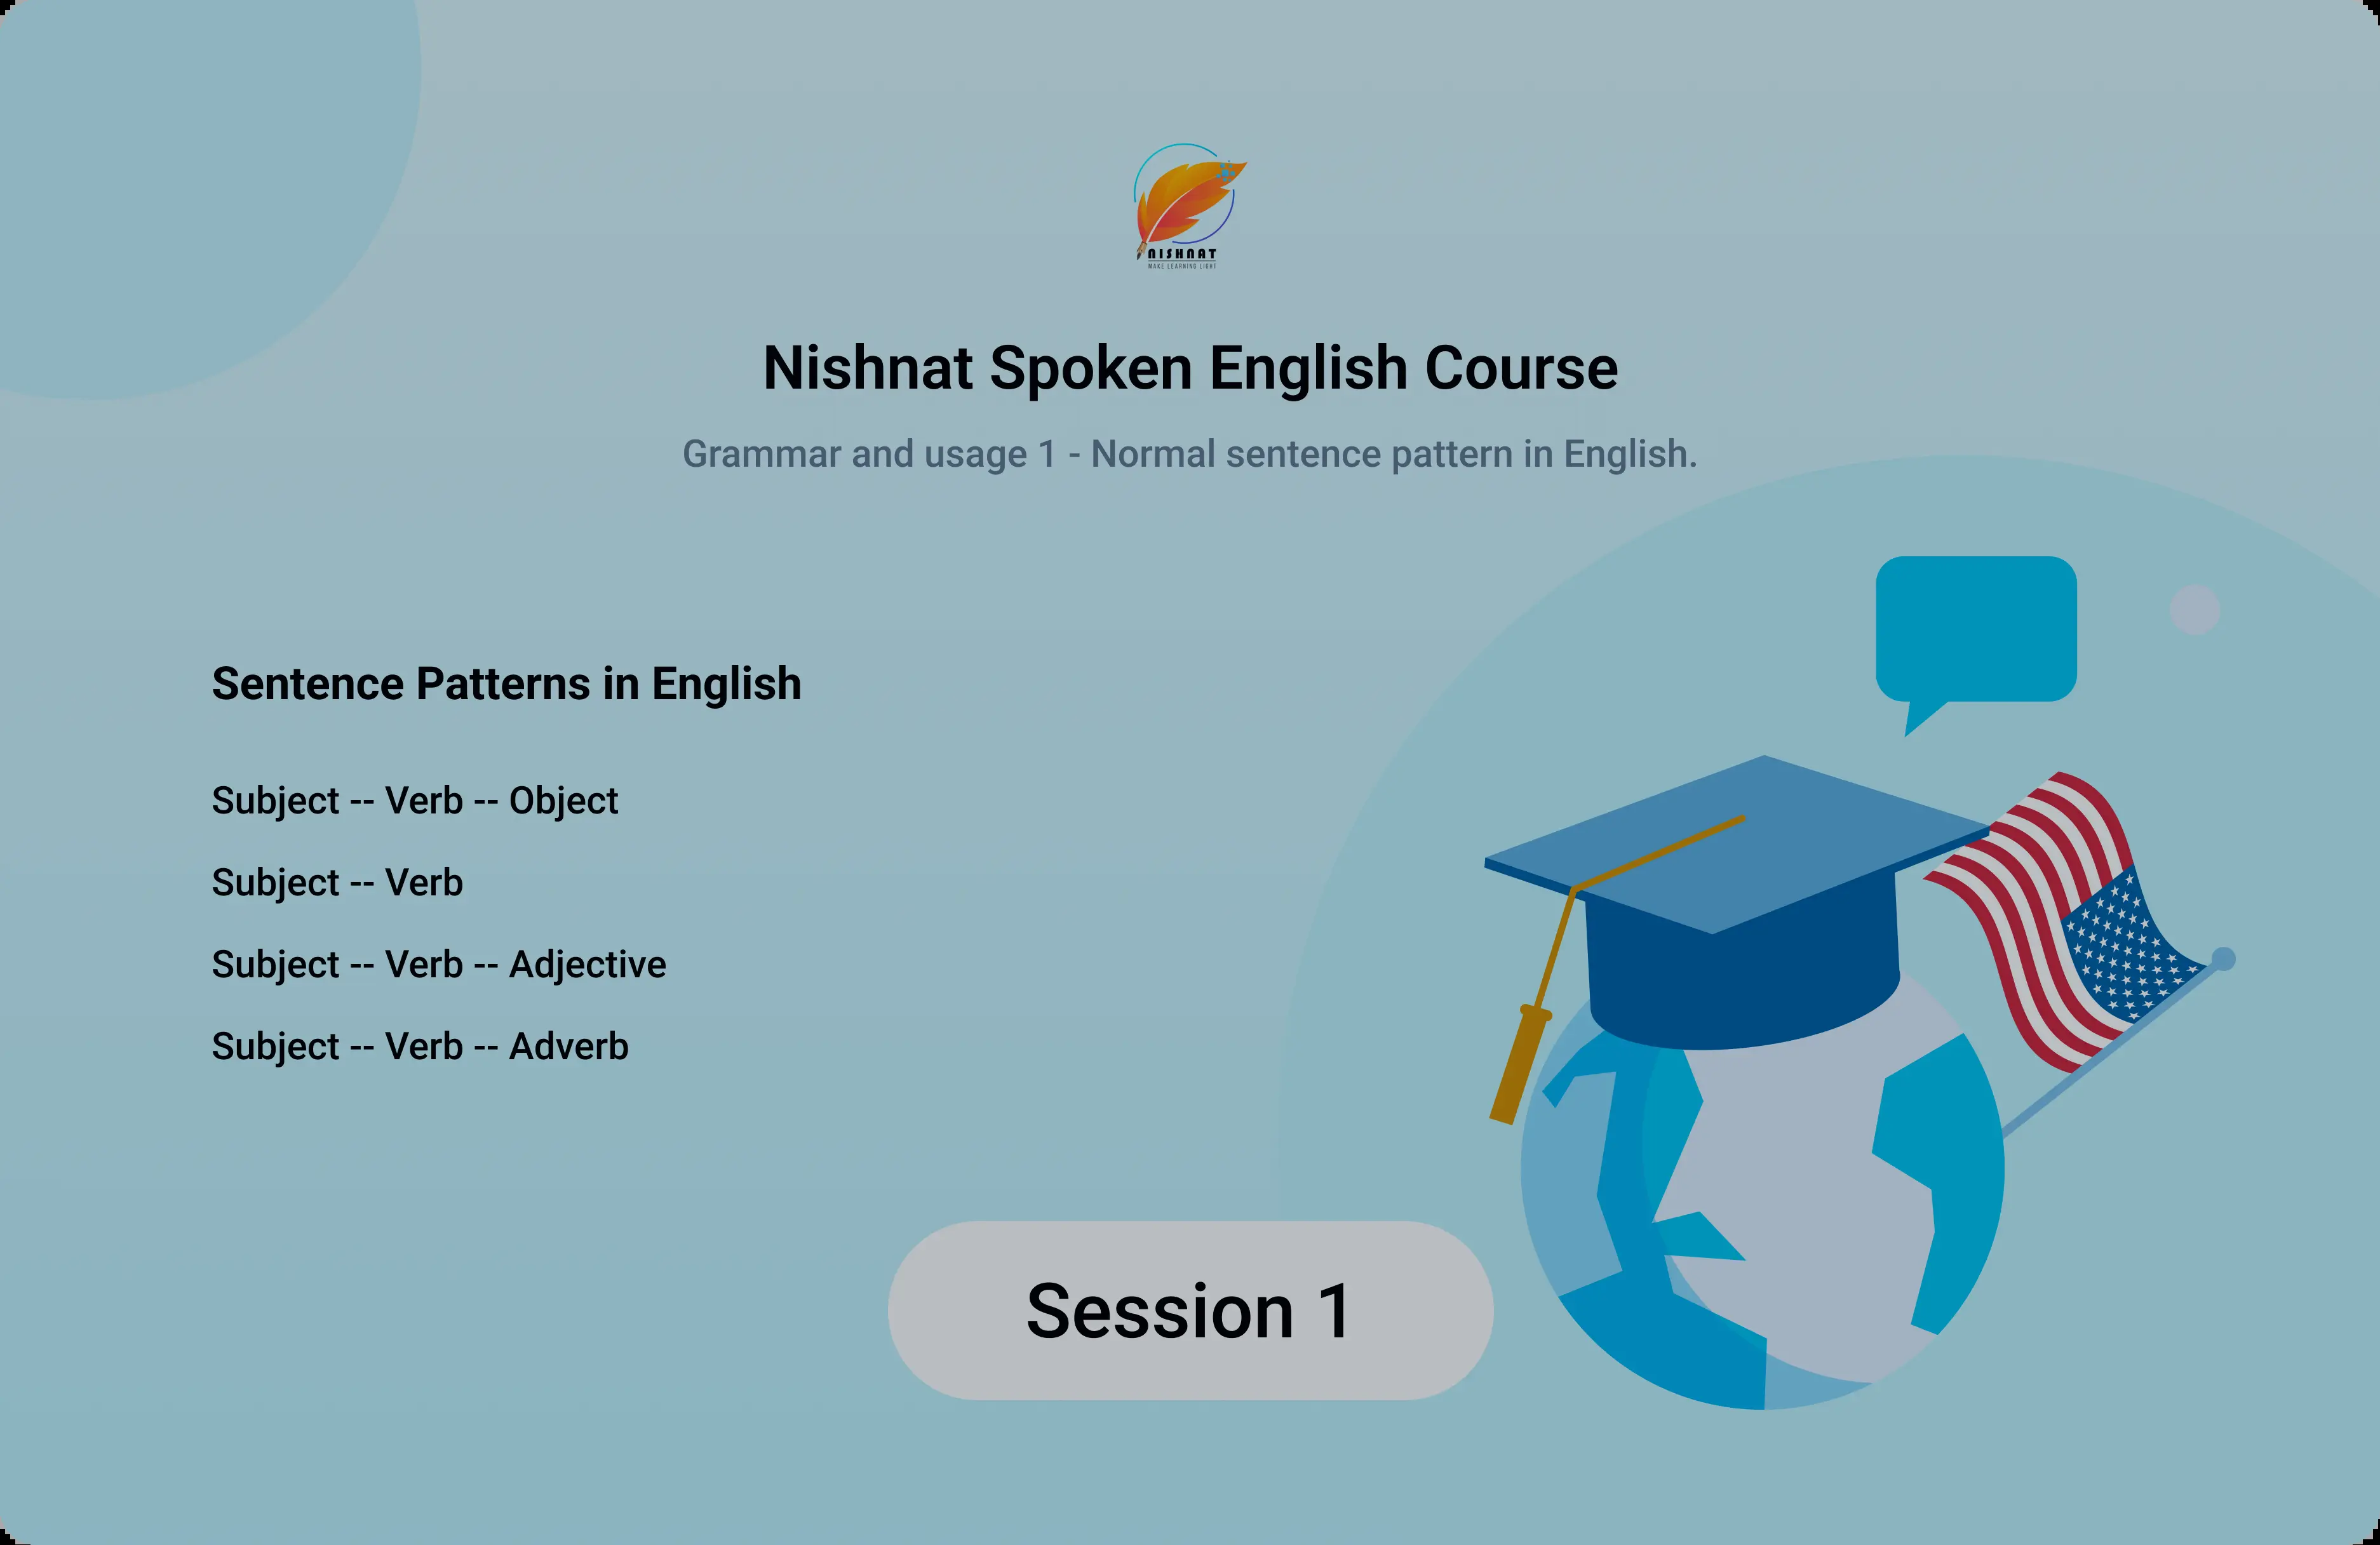 NISHNAT
MAKE LEARNING LIGHT
Nishnat Spoken English Course
Grammar and usage 1 - Normal sentence pattern in English.
Sentence Patterns in English
Subject -- Verb -- Object
Subject -- Verb
Subject -- Verb -- Adjective
Subject -- Verb -- Adverb
Session 1